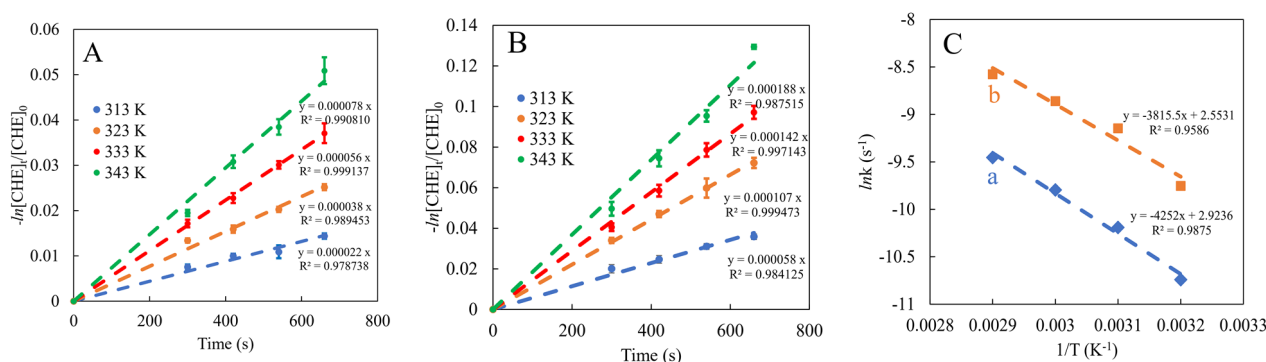 A
-ln[CHE]t/[CHE]0
0.06
0.05
0.04
0.03
0.02
0.01
0
313 K
323 K
333 K
343 K
y = 0.000078 x
R² = 0.990810
y = 0.000056 x
R² = 0.999137
y = 0.000038 x
R² = 0.989453
y = 0.000022 x
R² = 0.978738
0 200 400 600 800
Time (s)
B
-ln[CHE]t/[CHE]0
0.14
0.12
0.1
0.08
0.06
0.04
0.02
0
313 K
323 K
333 K
343 K
y = 0.000188 x
R² = 0.987515
y = 0.000142 x
R² = 0.997143
y = 0.000107 x
R² = 0.999473
y = 0.000058 x
R² = 0.984125
0 200 400 600 800
Time (s)
C
lnk (s-1)
-8
-8.5
-9
-9.5
-10
-10.5
-11
b
a
y = -3815.5x + 2.5531
R² = 0.9586
y = -4252x + 2.9236
R² = 0.9875
0.0028 0.0029 0.003 0.0031 0.0032 0.0033
1/T (K-1)